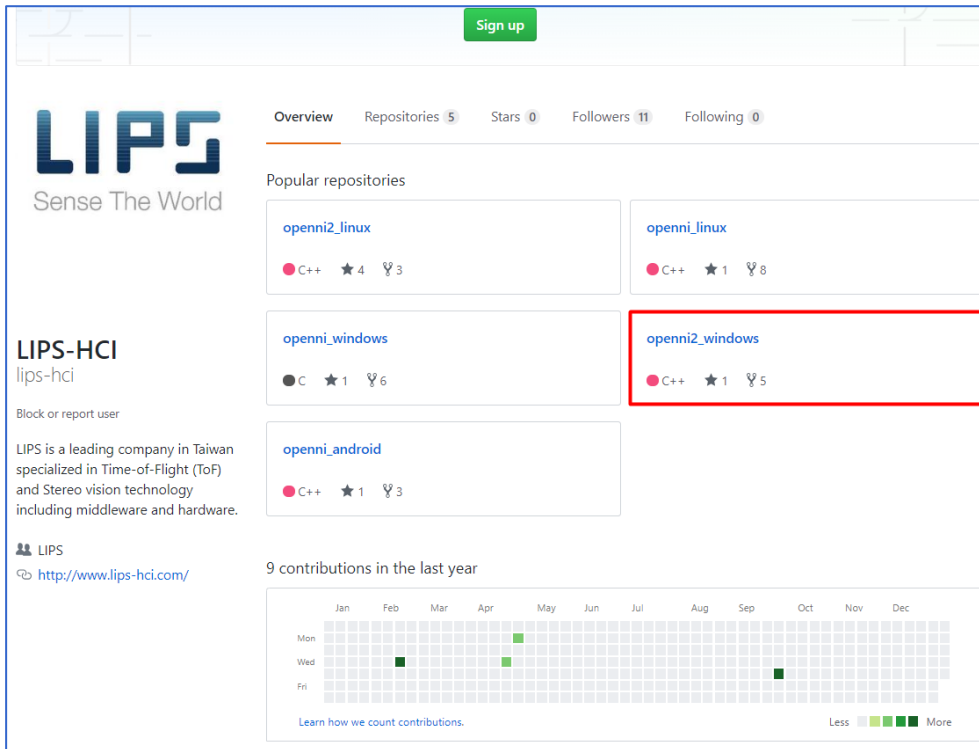 Sign up
LIPS
Sense The World
LIPS-HCI
lips-hci
Block or report user
LIPS is a leading company in Taiwan
specialized in Time-of-Flight (ToF)
and Stereo vision technology
including middleware and hardware.
LIPS
http://www.lips-hci.com/
Overview Repositories 5 Stars 0 Followers 11 Following 0
Popular repositories
openni2_linux
C++ 4 3
openni_linux
C++ 1 8
openni_windows
C 1 6
openni2_windows
C++ 1 5
openni_android
C++ 1 3
9 contributions in the last year
Jan Feb Mar Apr May Jun Jul Aug Sep Oct Nov Dec
Mon
Wed
Fri
Learn how we count contributions. Less More